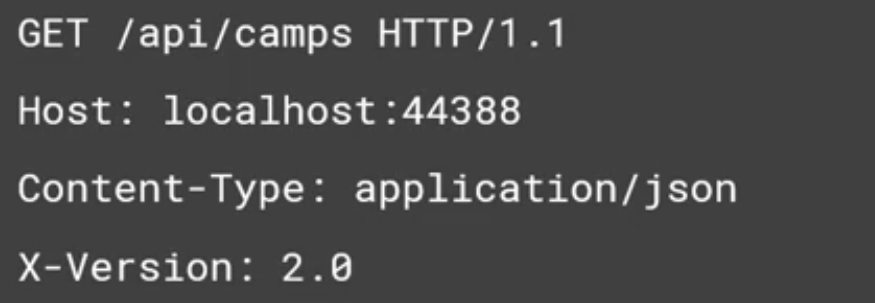 GET /api/camps HTTP/1.1
Host: localhost:44388
Content-Type: application/json
X-Version: 2.0